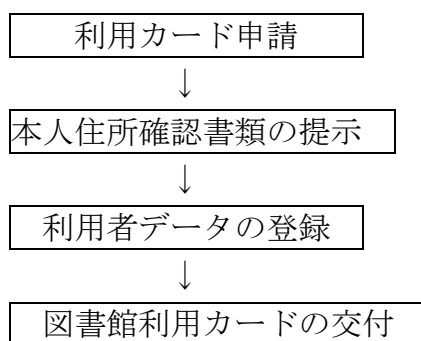 利用カード申請
↓
本人住所確認書類の提示
↓
利用者データの登録
↓
図書館利用カードの交付